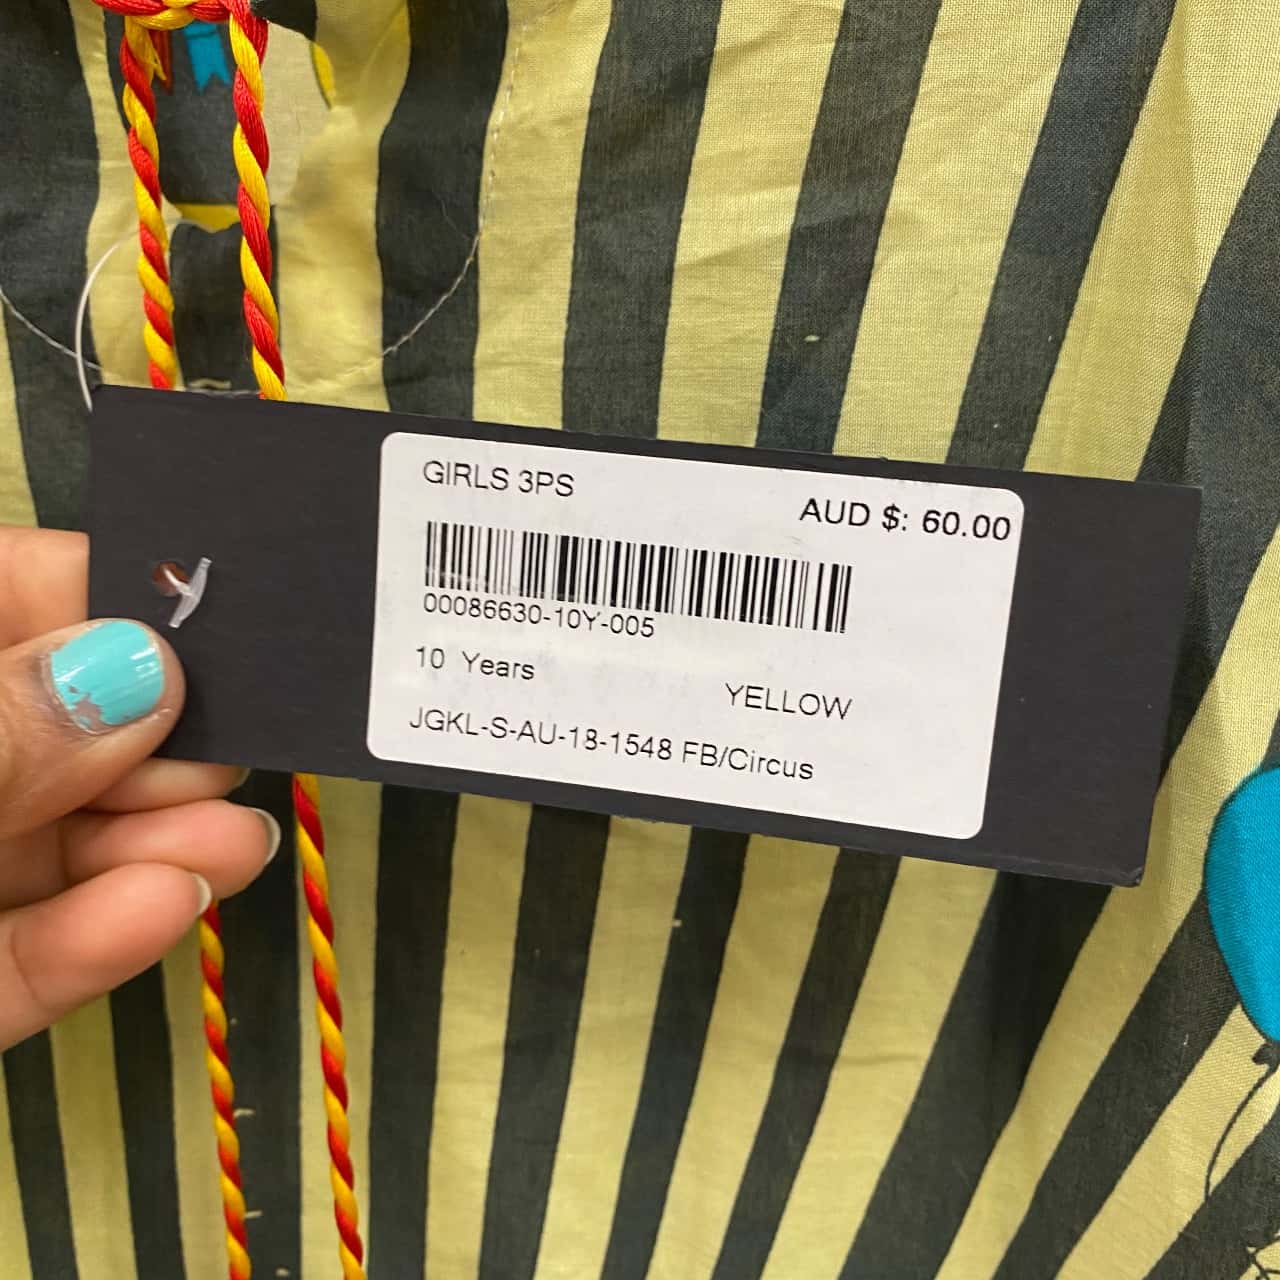 GIRLS 3PS
AUD $: 60.00
00086630-10Y-005
10 Years
YELLOW
JGKL-S-AU-18-1548 FB/Circus